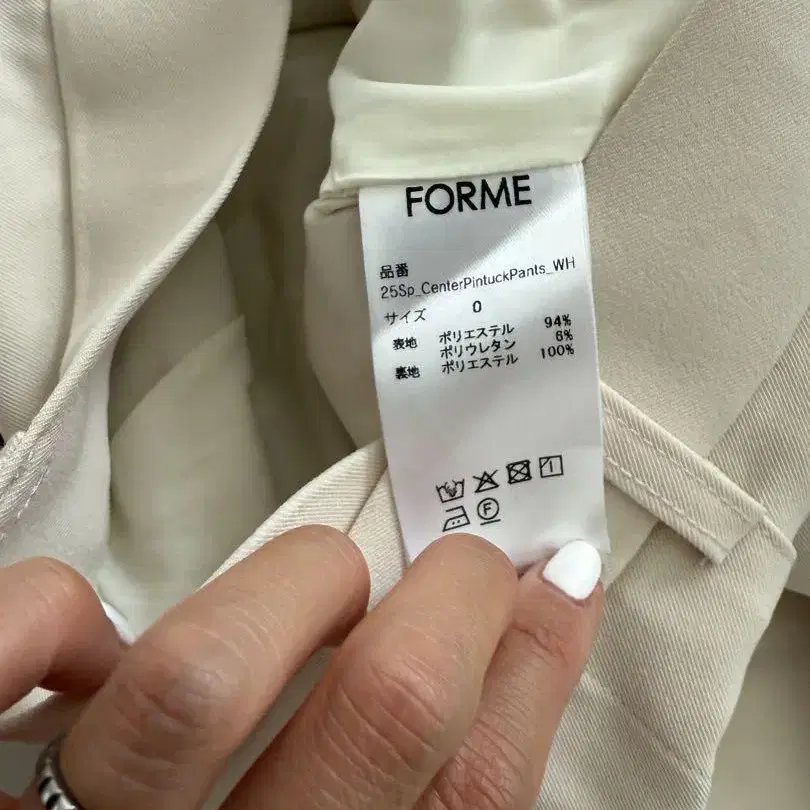 FORME
品番
25Sp_CenterPintuckPants_WH
サイズ 0
表地 ポリエステル 94%
ポリウレタン 6%
裏地 ポリエステル 100%
F